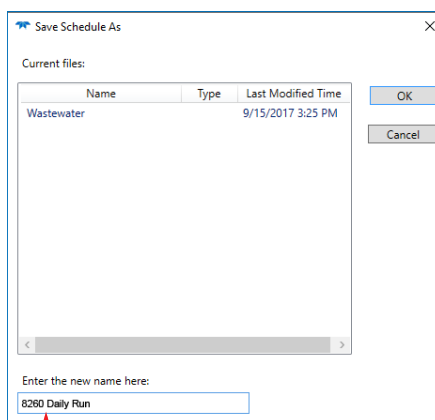 Save Schedule As
Current files:
Name Type Last Modified Time
Wastewater 9/15/2017 3:25 PM
OK
Cancel
Enter the new name here:
8260 Daily Run